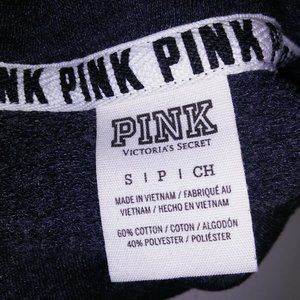 NK PINK PINK
PINK
VICTORIA'S SECRET
S | P | CH
MADE IN VIETNAM / FABRIQUÉ AU
VIETNAM / HECHO EN VIETNAM
60% COTTON / COTON / ALGODÓN
40% POLYESTER / POLIÉSTER